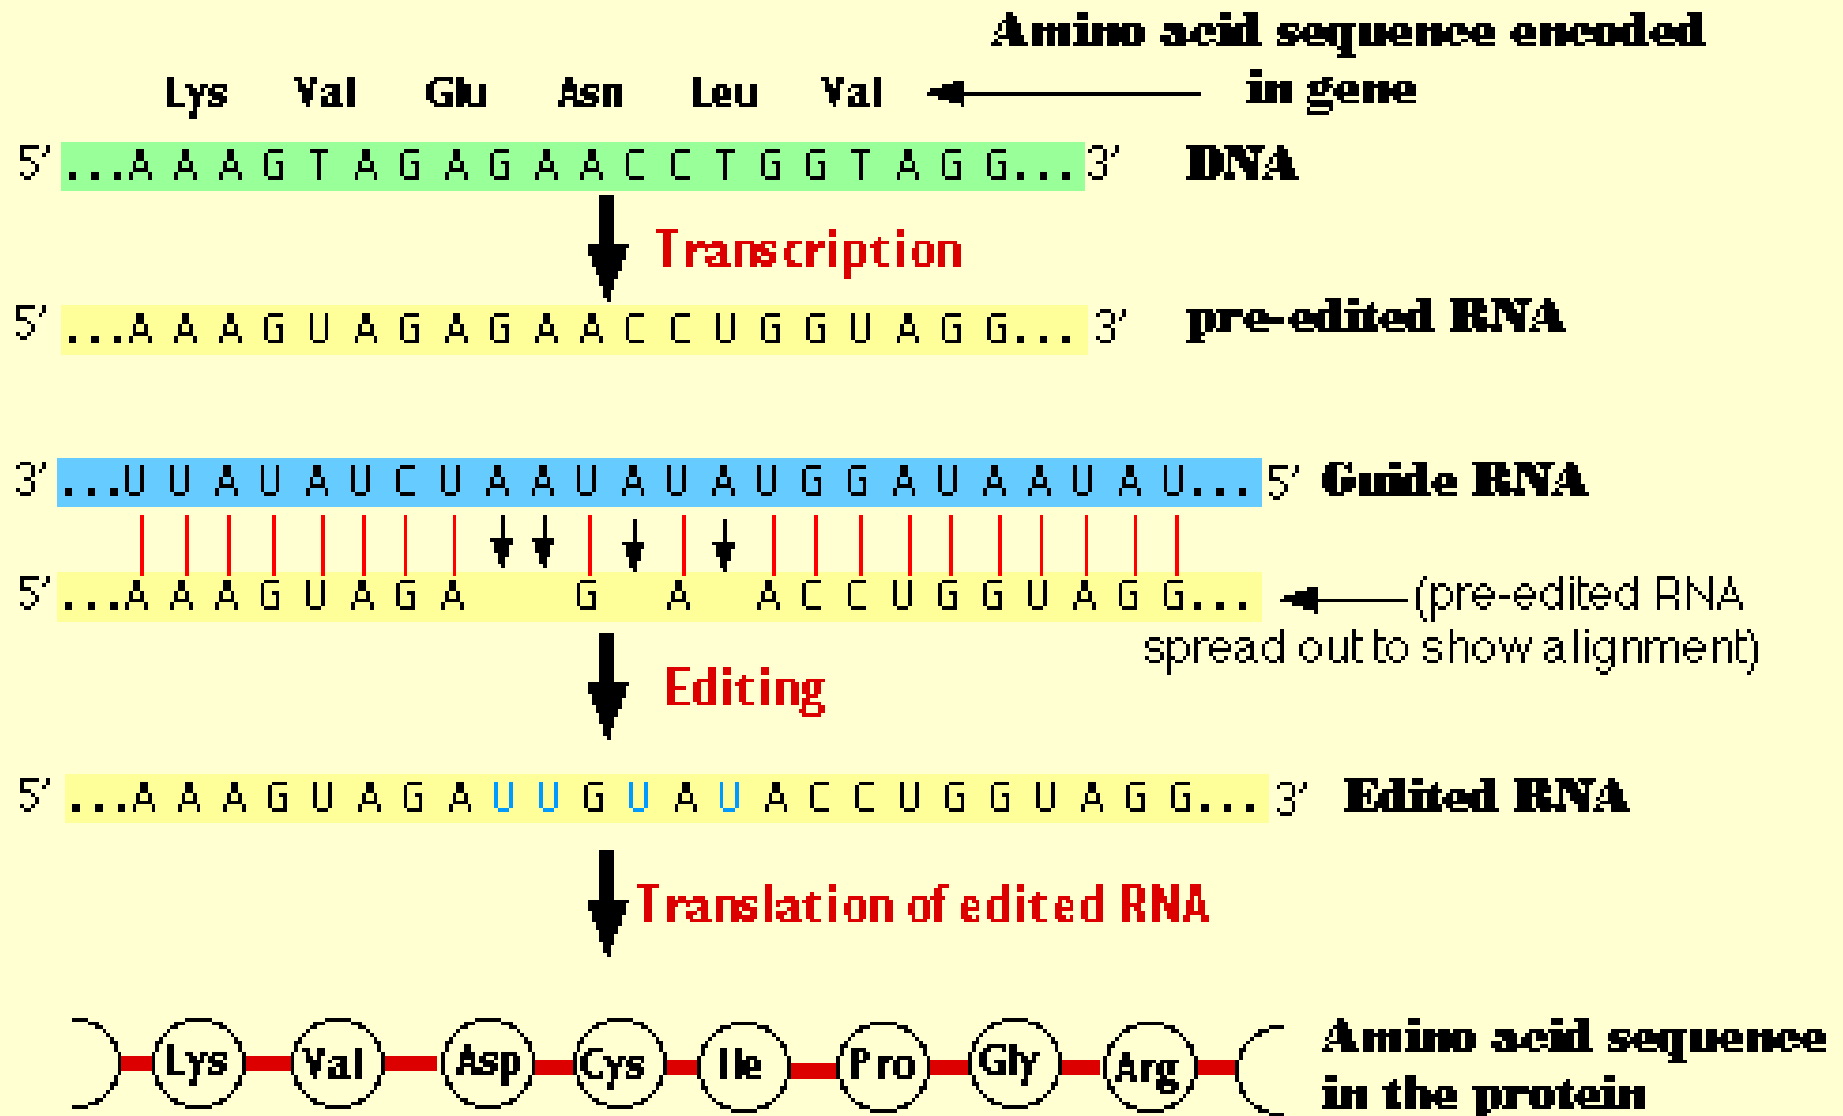 Amino acid sequence encoded
in gene
Lys Val Glu Asn Leu Val
5' ...A A A G T A G A G A A C C T G G T A G G... 3' DNA
Transcription
5' ...A A A G U A G A G A A C C U G G U A G G... 3' pre-edited RNA
3' ...U U A U A U C U A A U A U A U G G A U A A U A U... 5' Guide RNA
5' ...A A A G U A G A G A A C C U G G U A G G... (pre-edited RNA
spread out to show alignment)
Editing
5' ...A A A G U A G A U U G U A U A C C U G G U A G G... 3' Edited RNA
Translation of edited RNA
Lys Val Asp Cys Ile Pro Gly Arg Amino acid sequence
in the protein